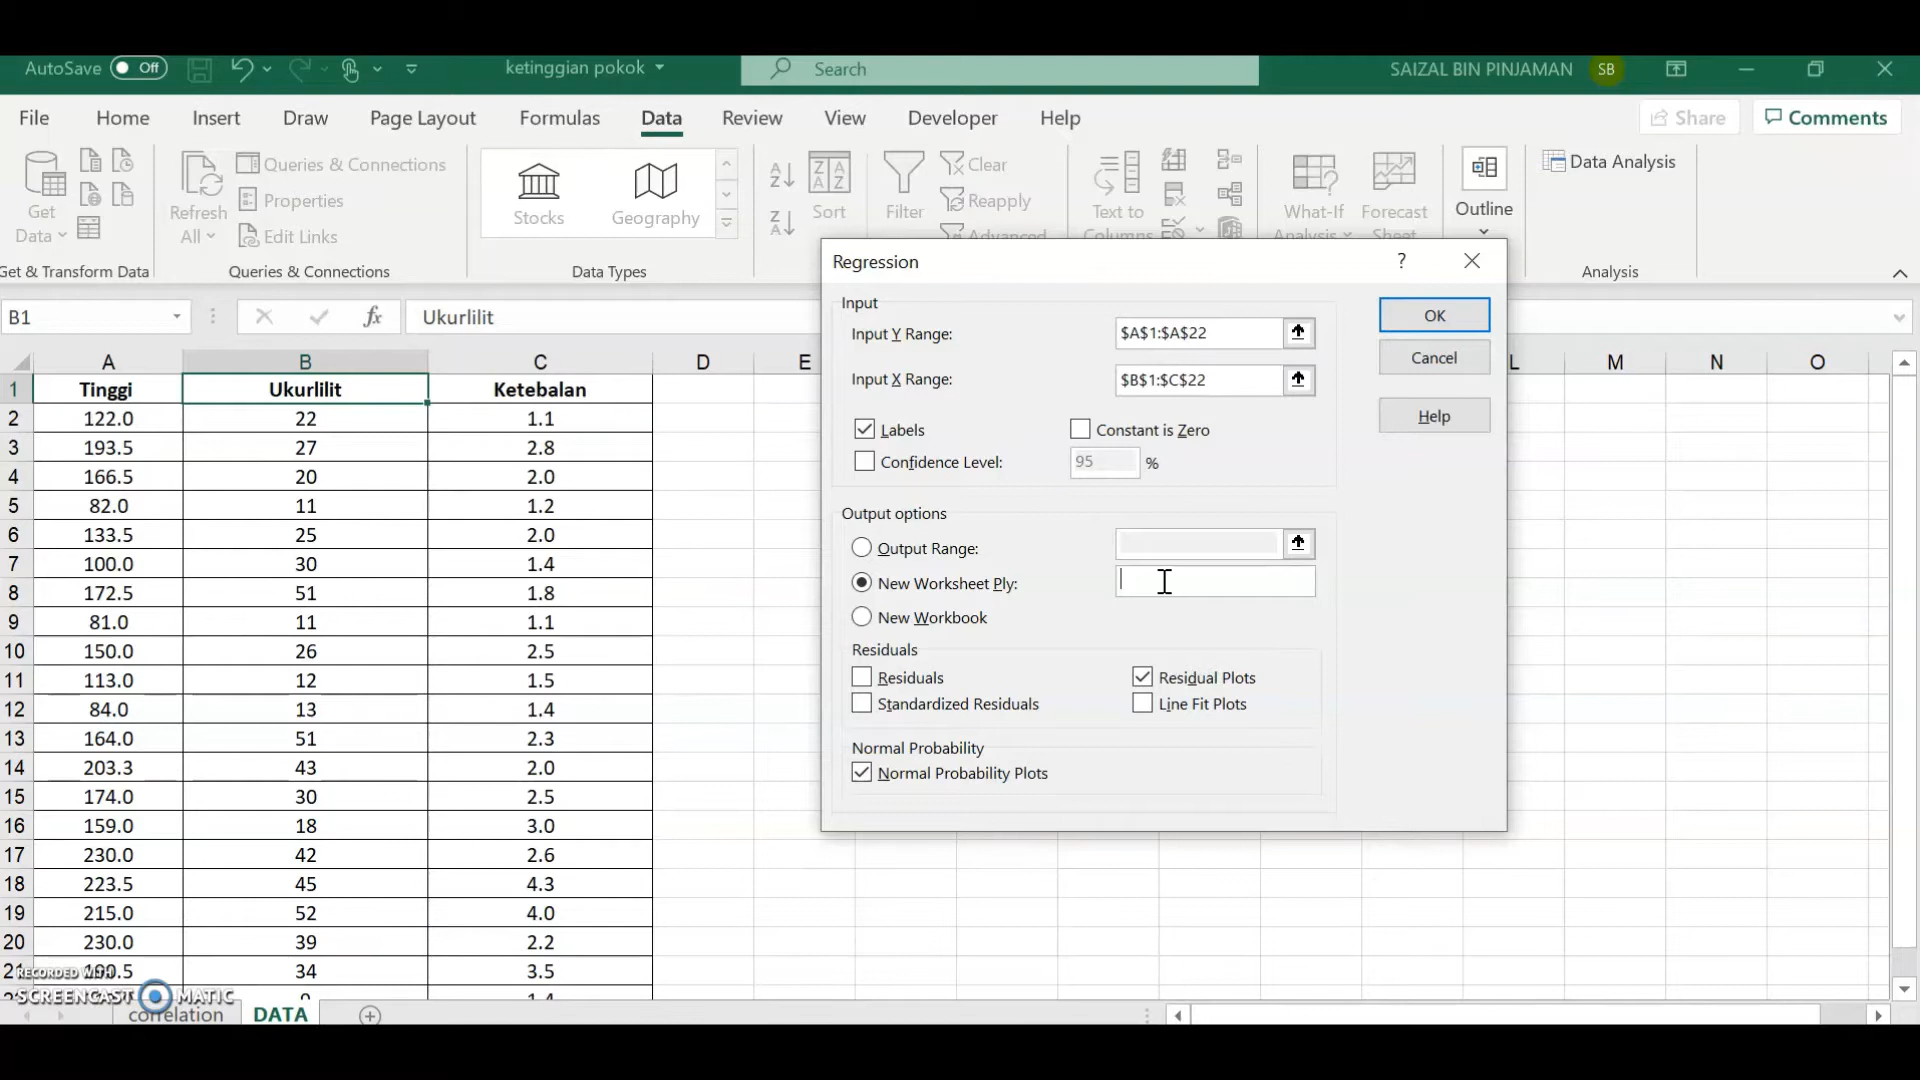 AutoSave Off ketinggian pokok Search SAIZAL BIN PINJAMAN SB
File Home Insert Draw Page Layout Formulas Data Review View Developer Help Share Comments
Get Data Refresh All Queries & Connections Properties Edit Links Stocks Geography Sort Filter Clear Reapply Advanced Text to Columns What-If Analysis Forecast Sheet Outline Data Analysis
Get & Transform Data Queries & Connections Data Types Analysis
B1 fx Ukurlilit
A B C D E L M N O
1 Tinggi Ukurlilit Ketebalan
2 122.0 22 1.1
3 193.5 27 2.8
4 166.5 20 2.0
5 82.0 11 1.2
6 133.5 25 2.0
7 100.0 30 1.4
8 172.5 51 1.8
9 81.0 11 1.1
10 150.0 26 2.5
11 113.0 12 1.5
12 84.0 13 1.4
13 164.0 51 2.3
14 203.3 43 2.0
15 174.0 30 2.5
16 159.0 18 3.0
17 230.0 42 2.6
18 223.5 45 4.3
19 215.0 52 4.0
20 230.0 39 2.2
21 34 3.5
Regression ?
Input OK
Input Y Range: $A$1:$A$22
Cancel
Input X Range: $B$1:$C$22
Help
Labels Constant is Zero
Confidence Level: 95 %
Output options
Output Range:
New Worksheet Ply:
New Workbook
Residuals
Residuals Residual Plots
Standardized Residuals Line Fit Plots
Normal Probability
Normal Probability Plots
RECORDED WITH
SCREENCAST MATIC
correlation DATA